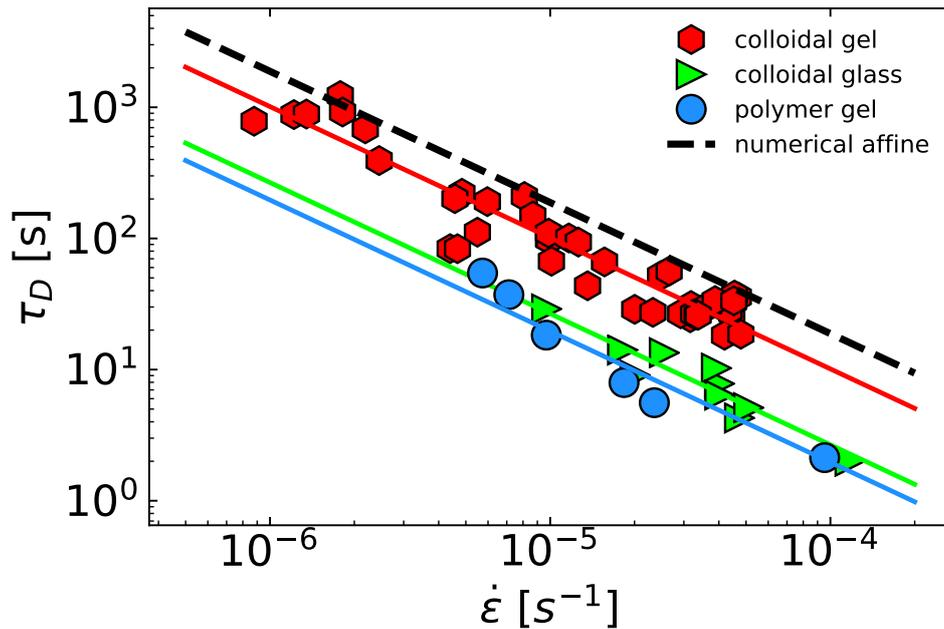 colloidal gel
colloidal glass
polymer gel
numerical affine
τ_D [s]
10³
10²
10¹
10⁰
10⁻⁶ 10⁻⁵ 10⁻⁴
ε̇ [s⁻¹]